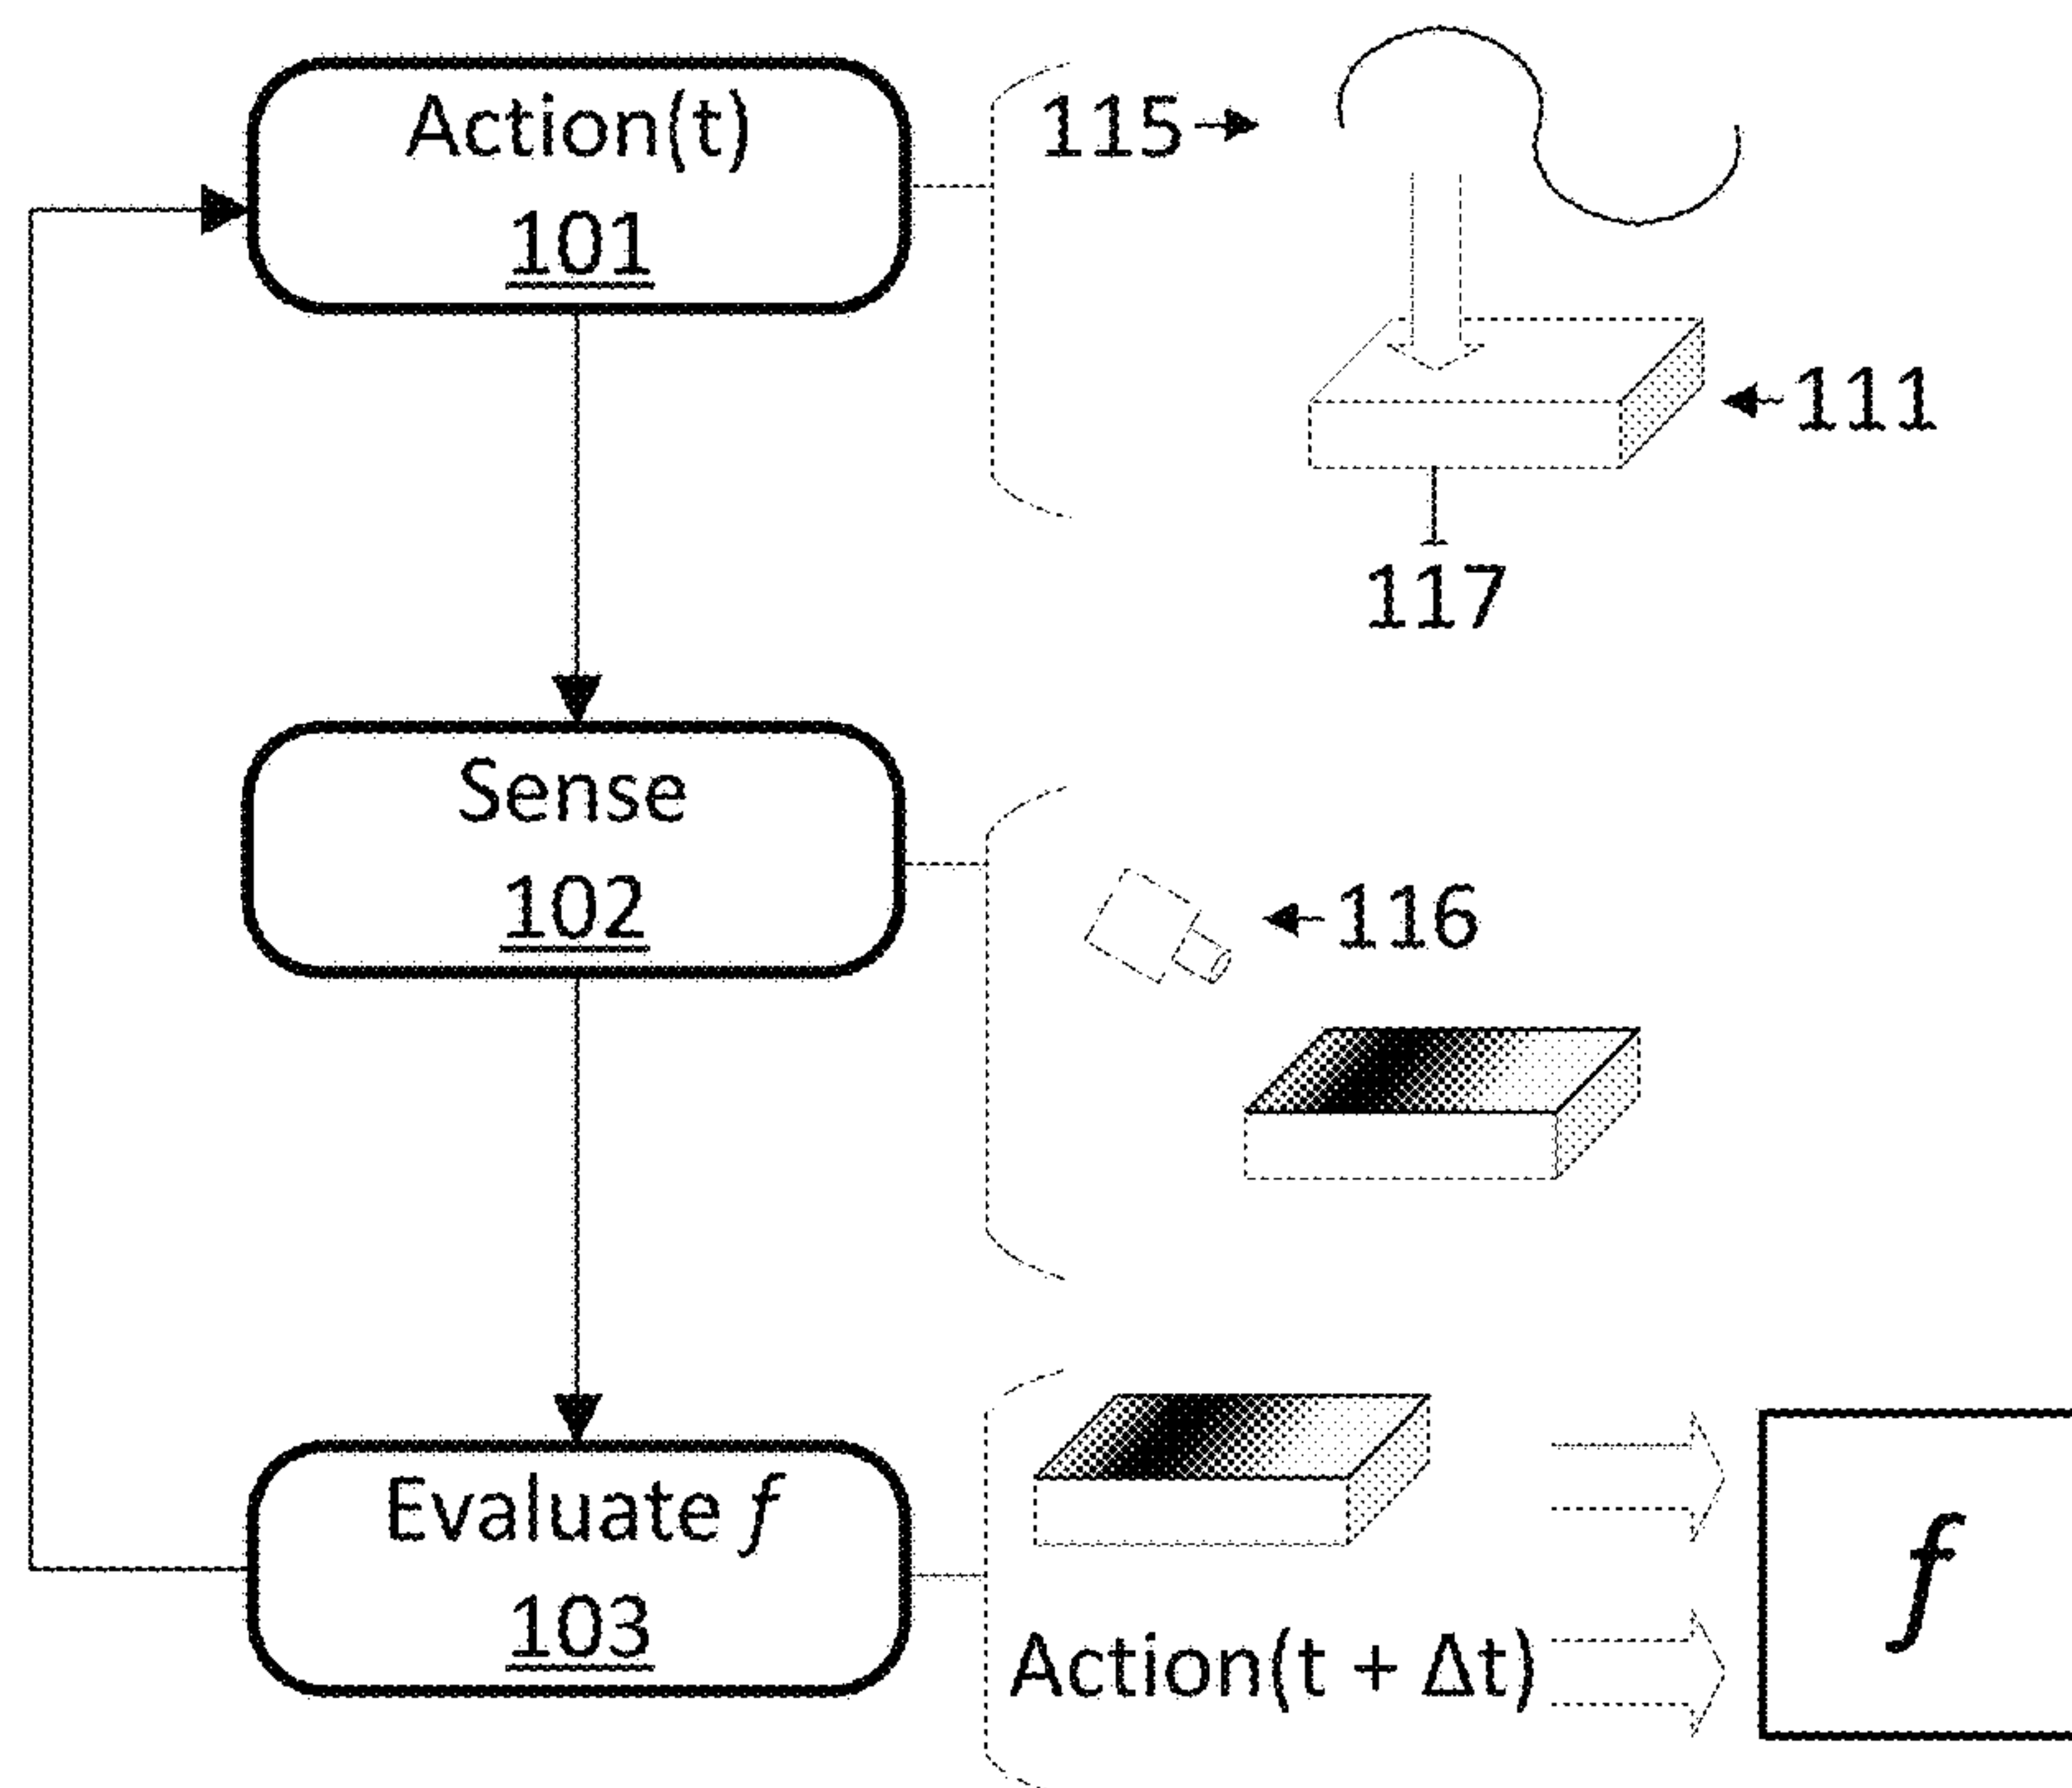 Action(t)
101
115
111
117
Sense
102
116
Evaluate f
103
Action(t + Δt)
f